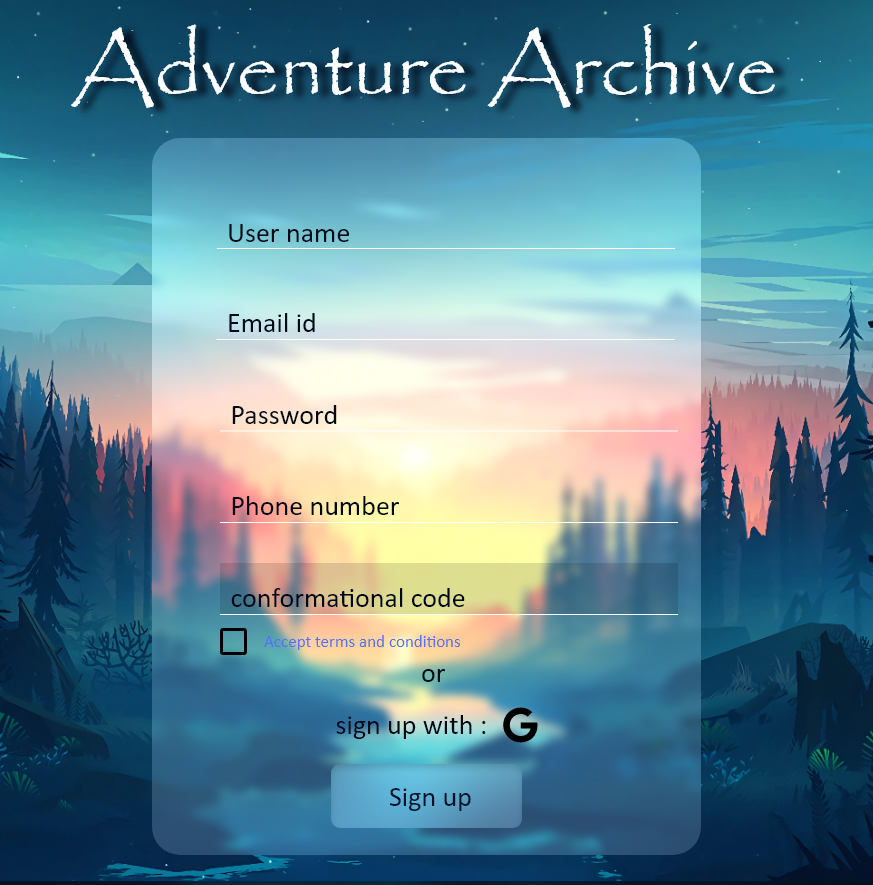 Adventure Archive
User name
Email id
Password
Phone number
conformational code
Accept terms and conditions
or
sign up with : G
Sign up